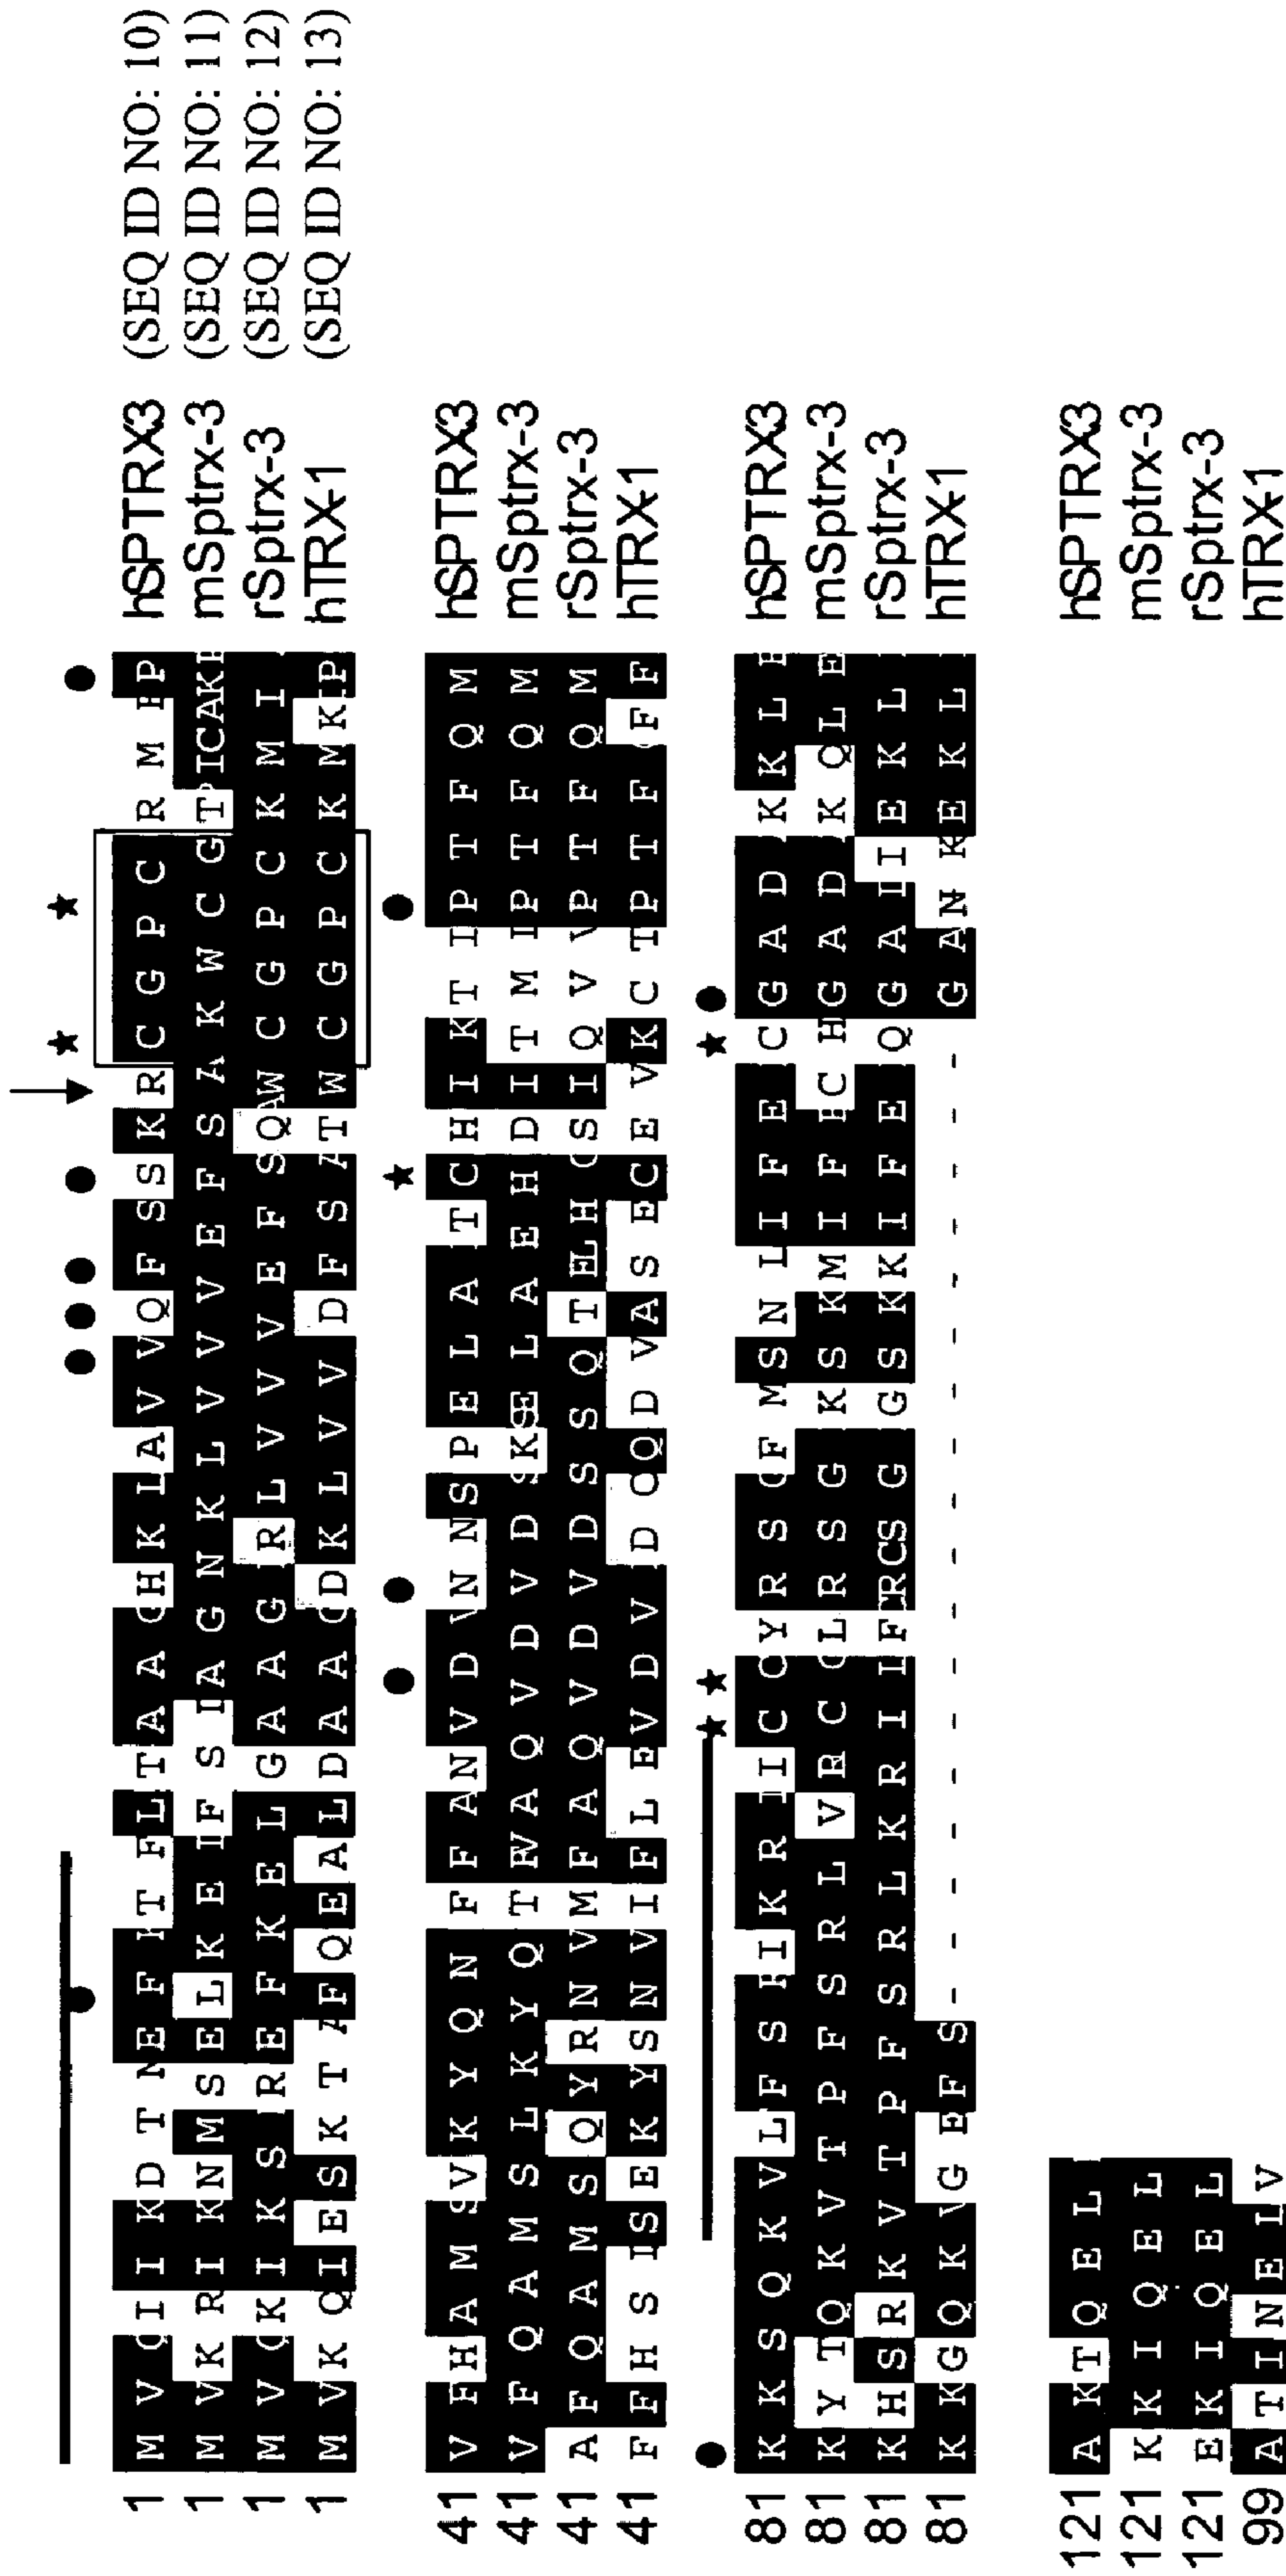 1 M V Q I I K D T N E F K T F L T A A G H K L A V V Q F S S K R C G P C R M F P hSPTRX3 (SEQ ID NO: 10)
1 M V K R I K N M S E L K E I F S I A G N K L V V V E F S A K W C G T P I C A K F mSptrx-3 (SEQ ID NO: 11)
1 M V Q K I K S I R E F K E L G A A G R L V V V E F S Q A W C G P C K M I rSptrx-3 (SEQ ID NO: 12)
1 M V K Q I E S K T A F Q E A L D A A G D K L V V D F S A T W C G P C K M K P hTRX-1 (SEQ ID NO: 13)
41 V F H A M S V K Y Q N F F A N V D V N N S P E L A T C H I K T I P T F Q M hSPTRX3
41 V F Q A M S L K Y Q T R V A Q V D V D S K S E L A E H D I T M I P T F Q M mSptrx-3
41 A F Q A M S Q Y R N V M F A Q V D V D S S Q T E L H C S I Q V V P T F Q M rSptrx-3
41 F F H S I S E K Y S N V I F L E V D V D Q Q D V A S E C E V K C T P T F F F hTRX-1
81 K K S Q K V L F S R I K R I I C Q Y R S G F M S N L I F E C G A D K K L E hSPTRX3
81 K Y T Q K V T P F S R L V R C Q L R S G K S K M I F E C H G A D K Q L E mSptrx-3
81 K H S R K V T P F S R L K R I L F C R C S G G S K K I F E Q G A I I E K L rSptrx-3
81 K K G Q K V G E F S - - - - - - - - - - - - - - - - - - - - - - G A N K E K L hTRX-1
121 A K T Q E L hSPTRX3
121 K K I Q E L mSptrx-3
121 E K I Q E L rSptrx-3
99 A T I N E L V hTRX-1